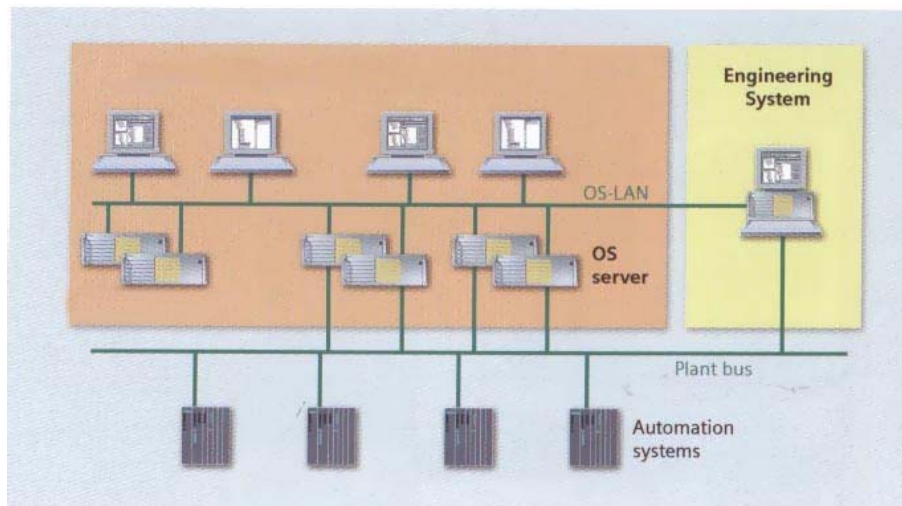 Engineering
System
OS-LAN
OS
server
Plant bus
Automation
systems